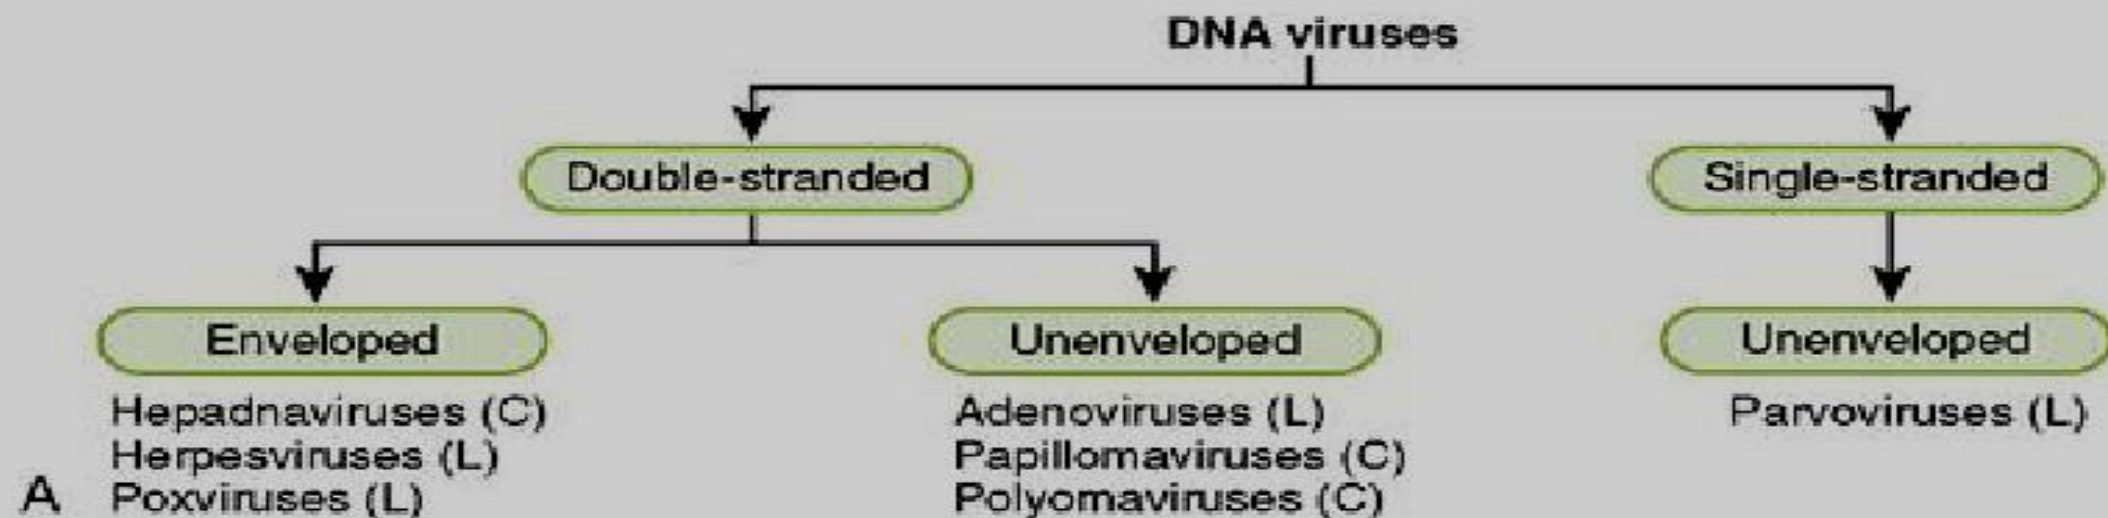 DNA viruses
Double-stranded
Single-stranded
Enveloped
Unenveloped
Unenveloped
Hepadnaviruses (C)
Herpesviruses (L)
Poxviruses (L)
Adenoviruses (L)
Papillomaviruses (C)
Polyomaviruses (C)
Parvoviruses (L)
A